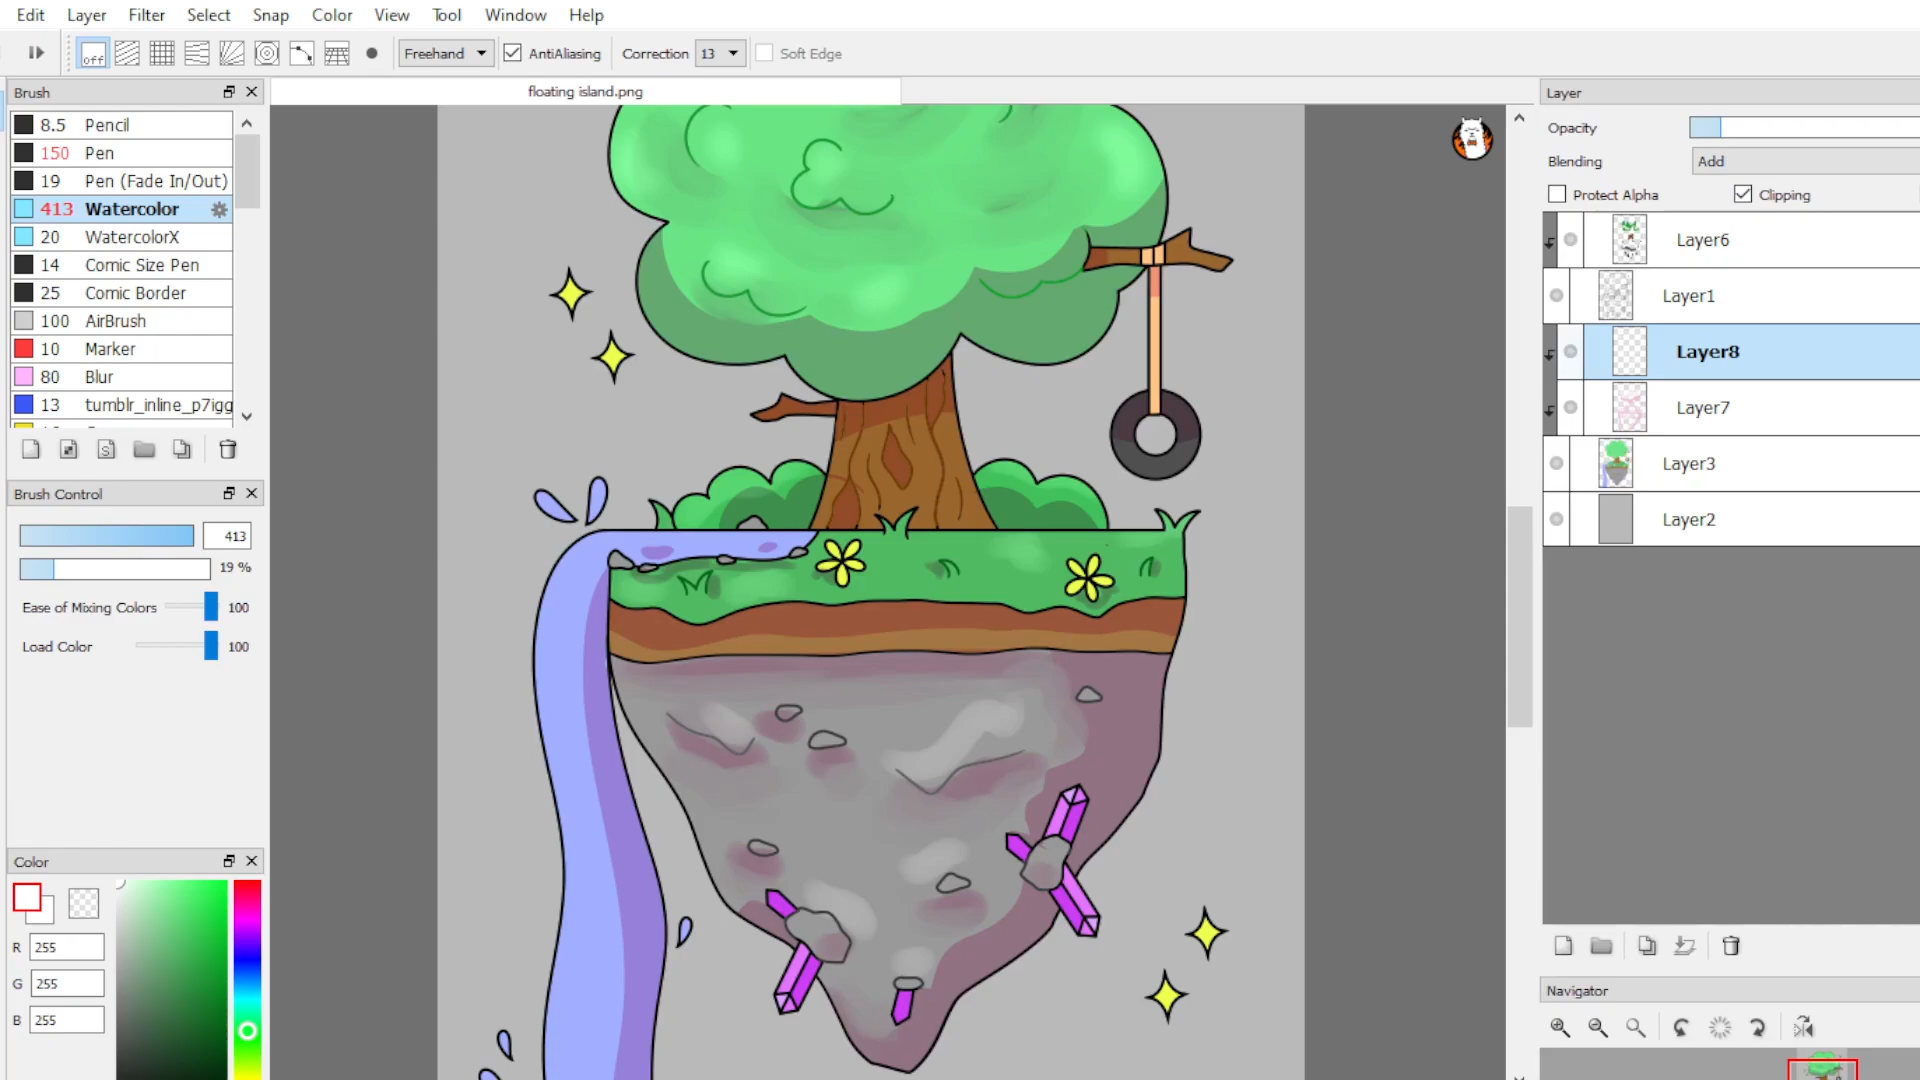 Edit Layer Filter Select Snap Color View Tool Window Help
off Freehand AntiAliasing Correction 13 Soft Edge
Brush
floating island.png
Layer
8.5 Pencil
150 Pen
19 Pen (Fade In/Out)
413 Watercolor
20 WatercolorX
14 Comic Size Pen
25 Comic Border
100 AirBrush
10 Marker
80 Blur
13 tumblr_inline_p7igg
Brush Control
413
19 %
Ease of Mixing Colors 100
Load Color 100
Color
R 255
G 255
B 255
Opacity
Blending Add
Protect Alpha Clipping
Layer6
Layer1
Layer8
Layer7
Layer3
Layer2
Navigator